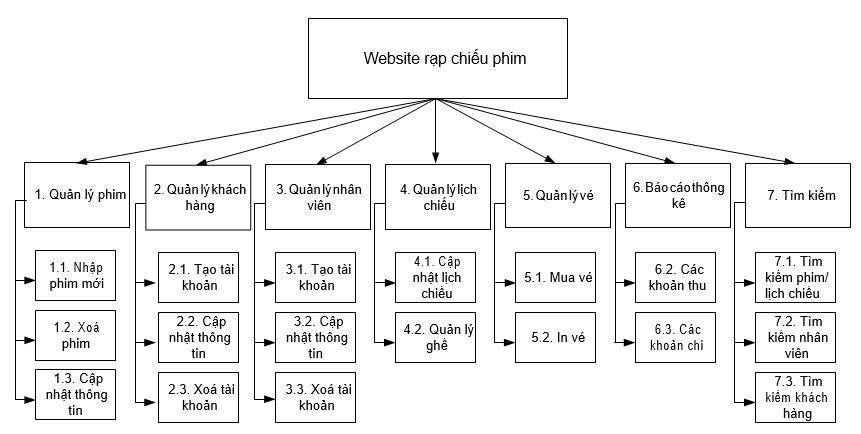 Website rạp chiếu phim
1. Quản lý phim
2. Quản lý khách
hàng
3. Quản lý nhân
viên
4. Quản lý lịch
chiếu
5. Quản lý vé
6. Báo cáo thông
kê
7. Tìm kiếm
1.1. Nhập
phim mới
1.2. Xoá
phim
1.3. Cập
nhật thông
tin
2.1. Tạo tài
khoản
2.2. Cập
nhật thông
tin
2.3. Xoá tài
khoản
3.1. Tạo tài
khoản
3.2. Cập
nhật thông
tin
3.3. Xoá tài
khoản
4.1. Cập
nhật lịch
chiếu
4.2. Quản lý
ghế
5.1. Mua vé
5.2. In vé
6.2. Các
khoản thu
6.3. Các
khoản chi
7.1. Tìm
kiếm phim/
lịch chiếu
7.2. Tìm
kiếm nhân
viên
7.3. Tìm
kiếm khách
hàng